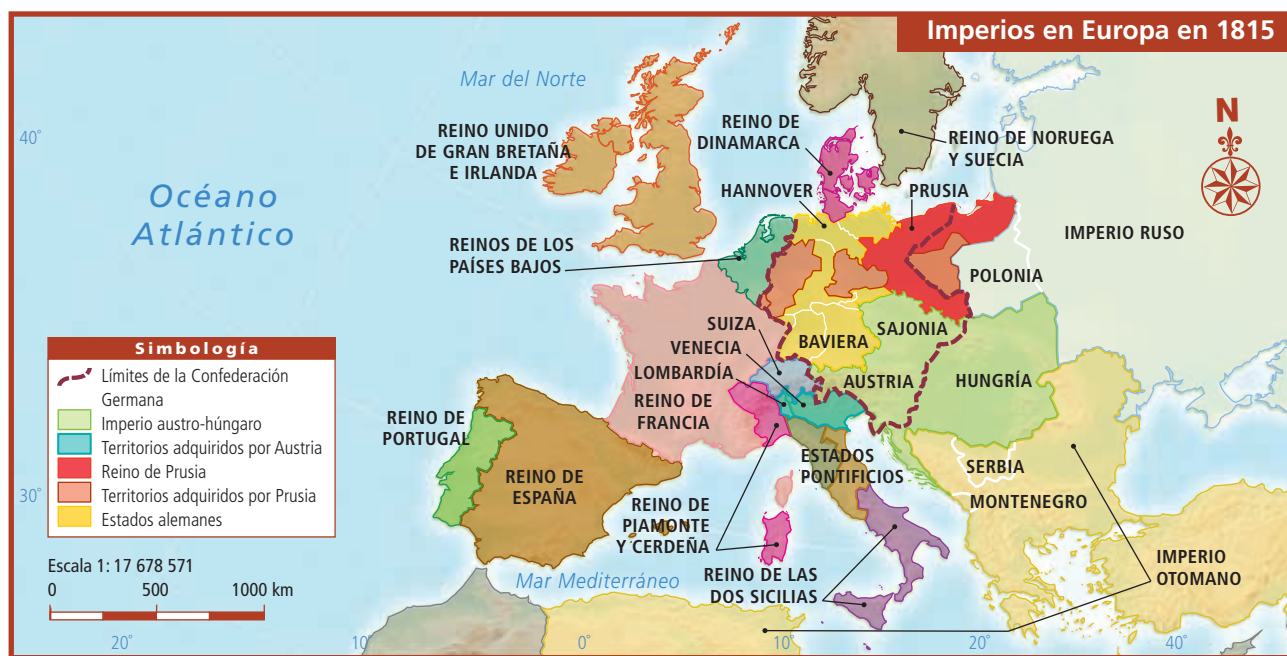 Imperios en Europa en 1815
Mar del Norte
40°
REINO UNIDO
DE GRAN BRETAÑA
E IRLANDA
REINO DE
DINAMARCA
REINO DE NORUEGA
Y SUECIA
N
Océano
Atlántico
HANNOVER
PRUSIA
IMPERIO RUSO
REINOS DE LOS
PAÍSES BAJOS
POLONIA
SUIZA
VENECIA
LOMBARDÍA
BAVIERA
SAJONIA
AUSTRIA
HUNGRÍA
REINO DE
FRANCIA
Simbología
Límites de la Confederación
Germana
Imperio austro-húngaro
Territorios adquiridos por Austria
Reino de Prusia
Territorios adquiridos por Prusia
Estados alemanes
REINO DE
PORTUGAL
REINO DE
ESPAÑA
ESTADOS
PONTIFICIOS
SERBIA
MONTENEGRO
30°
REINO DE
PIAMONTE
Y CERDEÑA
IMPERIO
OTOMANO
Mar Mediterráneo
REINO DE LAS
DOS SICILIAS
Escala 1: 17 678 571
0 500 1000 km
20° 10° 0° 10° 20° 40°